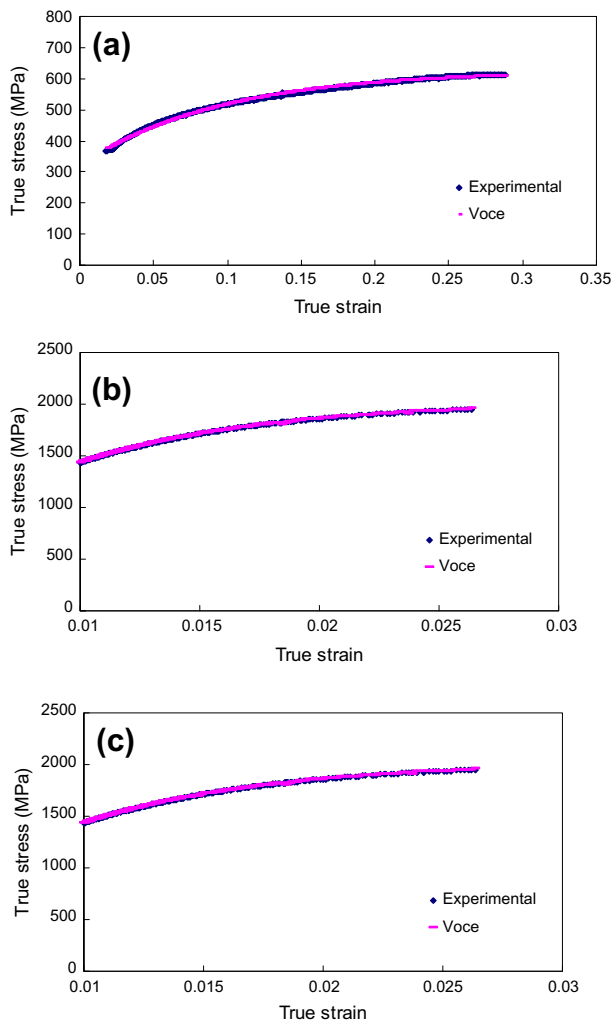 (a)
True stress (MPa)
800
700
600
500
400
300
200
100
0
Experimental
Voce
0 0.05 0.1 0.15 0.2 0.25 0.3 0.35
True strain
(b)
True stress (MPa)
2500
2000
1500
1000
500
0
Experimental
Voce
0.01 0.015 0.02 0.025 0.03
True strain
(c)
True stress (MPa)
2500
2000
1500
1000
500
0
Experimental
Voce
0.01 0.015 0.02 0.025 0.03
True strain